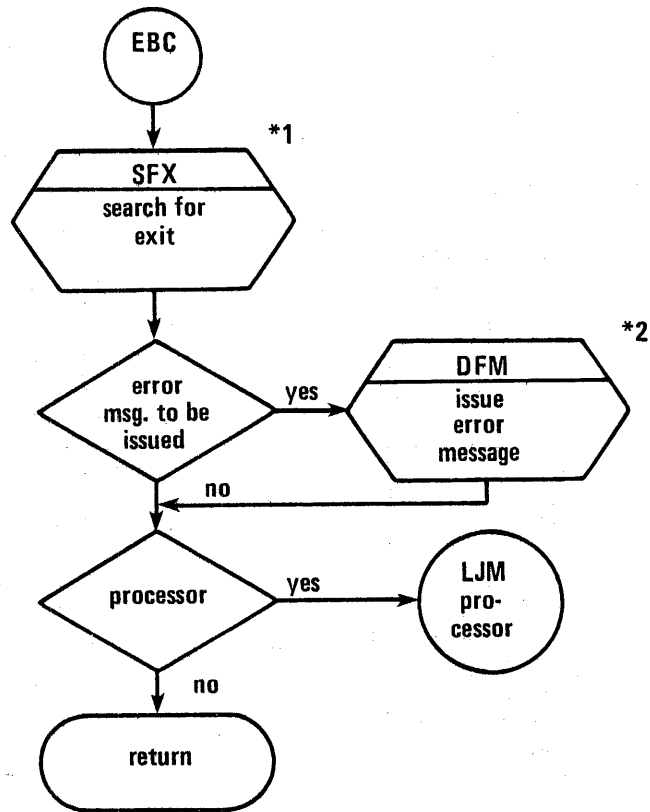 EBC
*1
SFX
search for
exit
*2
error
msg. to be
issued
yes
DFM
issue
error
message
no
processor
yes
LJM
pro-
cessor
no
return